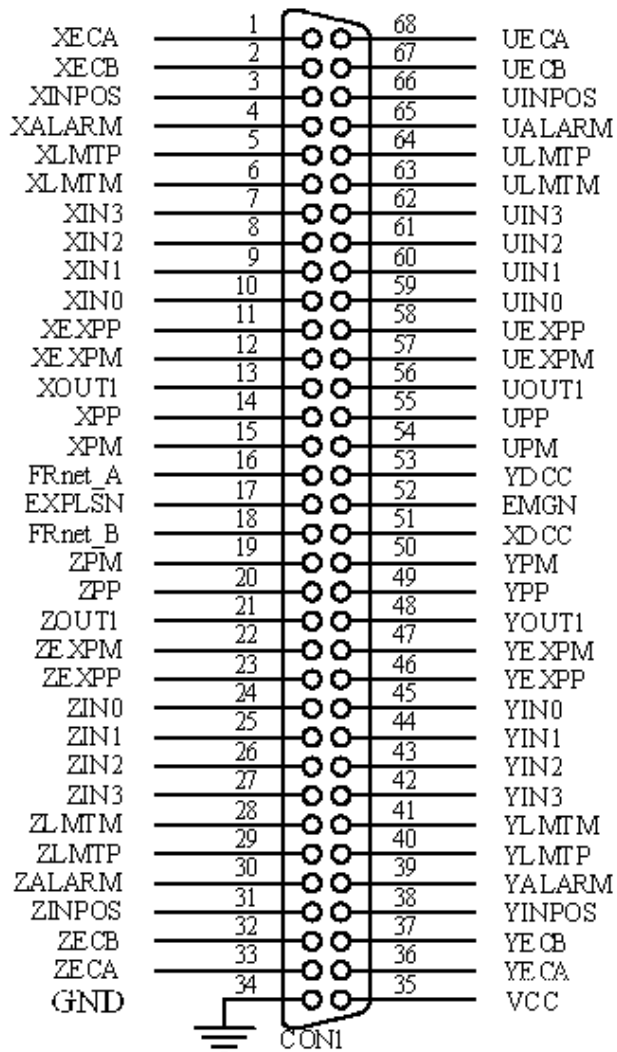 XECA 1 68 UECA
XECB 2 67 UECB
XINPOS 3 66 UINPOS
XALARM 4 65 UALARM
XLMTP 5 64 ULMTP
XLMTM 6 63 ULMTM
XIN3 7 62 UIN3
XIN2 8 61 UIN2
XIN1 9 60 UIN1
XIN0 10 59 UIN0
XEXPP 11 58 UEXPP
XEXPM 12 57 UEXPM
XOUT1 13 56 UOUT1
XPP 14 55 UPP
XPM 15 54 UPM
FRnet_A 16 53 YDCC
EXPLSN 17 52 EMGN
FRnet_B 18 51 XDCC
ZPM 19 50 YPM
ZPP 20 49 YPP
ZOUT1 21 48 YOUT1
ZEXPM 22 47 YEXPM
ZEXPP 23 46 YEXPP
ZIN0 24 45 YIN0
ZIN1 25 44 YIN1
ZIN2 26 43 YIN2
ZIN3 27 42 YIN3
ZLMTM 28 41 YLMTM
ZLMTP 29 40 YLMTP
ZALARM 30 39 YALARM
ZINPOS 31 38 YINPOS
ZECB 32 37 YECB
ZECA 33 36 YECA
GND 34 35 VCC
CON1